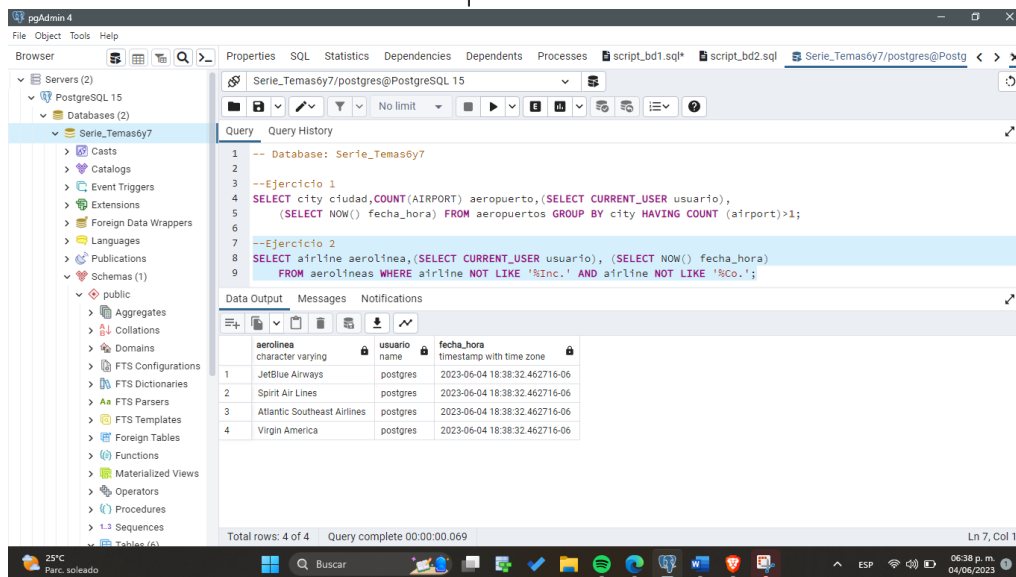 pgAdmin 4
File Object Tools Help
Browser
Properties SQL Statistics Dependencies Dependents Processes script_bd1.sql* script_bd2.sql Serie_Temas6y7/postgres@Postg
Servers (2)
PostgreSQL 15
Databases (2)
Serie_Temas6y7
Casts
Catalogs
Event Triggers
Extensions
Foreign Data Wrappers
Languages
Publications
Schemas (1)
public
Aggregates
Collations
Domains
FTS Configurations
FTS Dictionaries
Aa FTS Parsers
FTS Templates
Foreign Tables
Functions
Materialized Views
Operators
Procedures
1..3 Sequences
Tables (6)
Serie_Temas6y7/postgres@PostgreSQL 15
No limit
Query Query History
1 -- Database: Serie_Temas6y7
2
3 --Ejercicio 1
4 SELECT city ciudad,COUNT(AIRPORT) aeropuerto,(SELECT CURRENT_USER usuario),
5 (SELECT NOW() fecha_hora) FROM aeropuertos GROUP BY city HAVING COUNT (airport)>1;
6
7 --Ejercicio 2
8 SELECT airline aerolinea,(SELECT CURRENT_USER usuario), (SELECT NOW() fecha_hora)
9 FROM aerolineas WHERE airline NOT LIKE '%Inc.' AND airline NOT LIKE '%Co.';
Data Output Messages Notifications
aerolinea usuario fecha_hora
character varying name timestamp with time zone
1 JetBlue Airways postgres 2023-06-04 18:38:32.462716-06
2 Spirit Air Lines postgres 2023-06-04 18:38:32.462716-06
3 Atlantic Southeast Airlines postgres 2023-06-04 18:38:32.462716-06
4 Virgin America postgres 2023-06-04 18:38:32.462716-06
Total rows: 4 of 4 Query complete 00:00:00.069
Ln 7, Col 1
25°C
Parc. soleado
Buscar
ESP
06:38 p. m.
04/06/2023
1